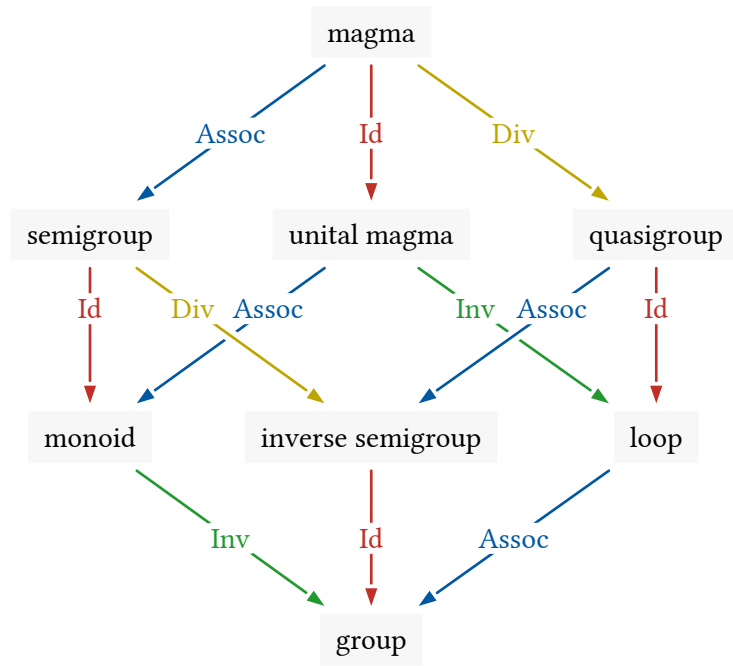 magma
Assoc
Id
Div
semigroup
unital magma
quasigroup
Id
Div
Assoc
Inv
Assoc
Id
monoid
inverse semigroup
loop
Inv
Id
Assoc
group